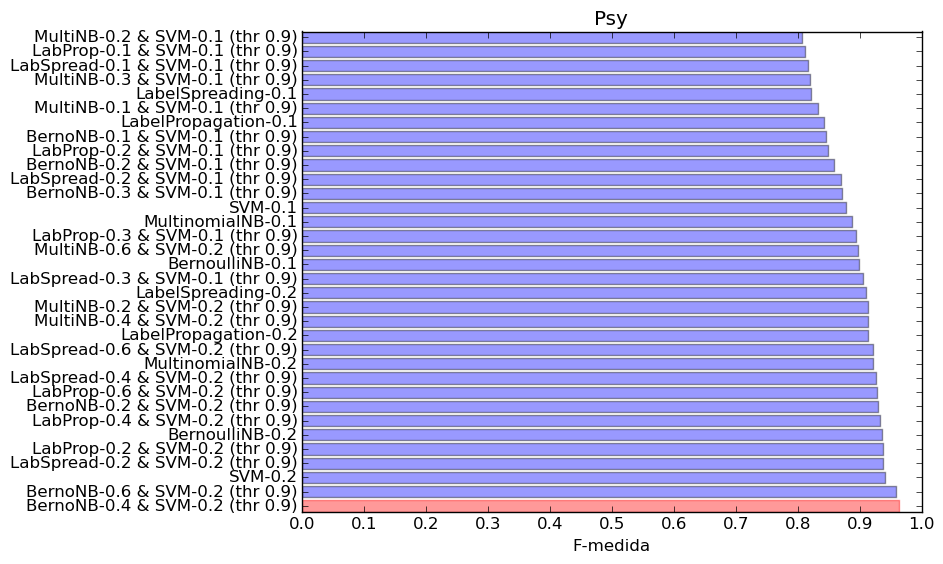 Psy
MultiNB-0.2 & SVM-0.1 (thr 0.9)
LabProp-0.1 & SVM-0.1 (thr 0.9)
LabSpread-0.1 & SVM-0.1 (thr 0.9)
MultiNB-0.3 & SVM-0.1 (thr 0.9)
LabelSpreading-0.1
MultiNB-0.1 & SVM-0.1 (thr 0.9)
LabelPropagation-0.1
BernoNB-0.1 & SVM-0.1 (thr 0.9)
LabProp-0.2 & SVM-0.1 (thr 0.9)
BernoNB-0.2 & SVM-0.1 (thr 0.9)
LabSpread-0.2 & SVM-0.1 (thr 0.9)
BernoNB-0.3 & SVM-0.1 (thr 0.9)
SVM-0.1
MultinomialNB-0.1
LabProp-0.3 & SVM-0.1 (thr 0.9)
MultiNB-0.6 & SVM-0.2 (thr 0.9)
BernoulliNB-0.1
LabSpread-0.3 & SVM-0.1 (thr 0.9)
LabelSpreading-0.2
MultiNB-0.2 & SVM-0.2 (thr 0.9)
MultiNB-0.4 & SVM-0.2 (thr 0.9)
LabelPropagation-0.2
LabSpread-0.6 & SVM-0.2 (thr 0.9)
MultinomialNB-0.2
LabSpread-0.4 & SVM-0.2 (thr 0.9)
LabProp-0.6 & SVM-0.2 (thr 0.9)
BernoNB-0.2 & SVM-0.2 (thr 0.9)
LabProp-0.4 & SVM-0.2 (thr 0.9)
BernoulliNB-0.2
LabProp-0.2 & SVM-0.2 (thr 0.9)
LabSpread-0.2 & SVM-0.2 (thr 0.9)
SVM-0.2
BernoNB-0.6 & SVM-0.2 (thr 0.9)
BernoNB-0.4 & SVM-0.2 (thr 0.9)
0.0 0.1 0.2 0.3 0.4 0.5 0.6 0.7 0.8 0.9 1.0
F-medida